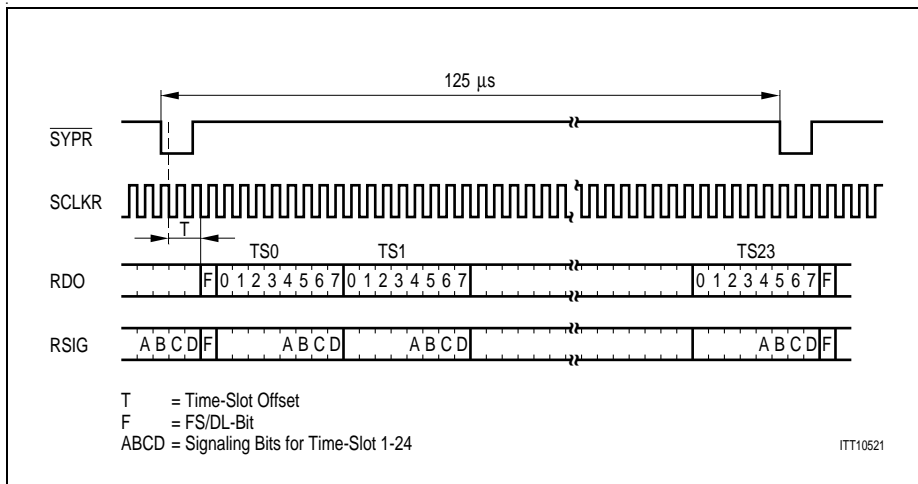 125 µs
SYPR
SCLKR
T
TS0 TS1 TS23
RDO F 0 1 2 3 4 5 6 7 0 1 2 3 4 5 6 7 0 1 2 3 4 5 6 7 F
RSIG A B C D F A B C D A B C D A B C D F
T = Time-Slot Offset
F = FS/DL-Bit
ABCD = Signaling Bits for Time-Slot 1-24
ITT10521